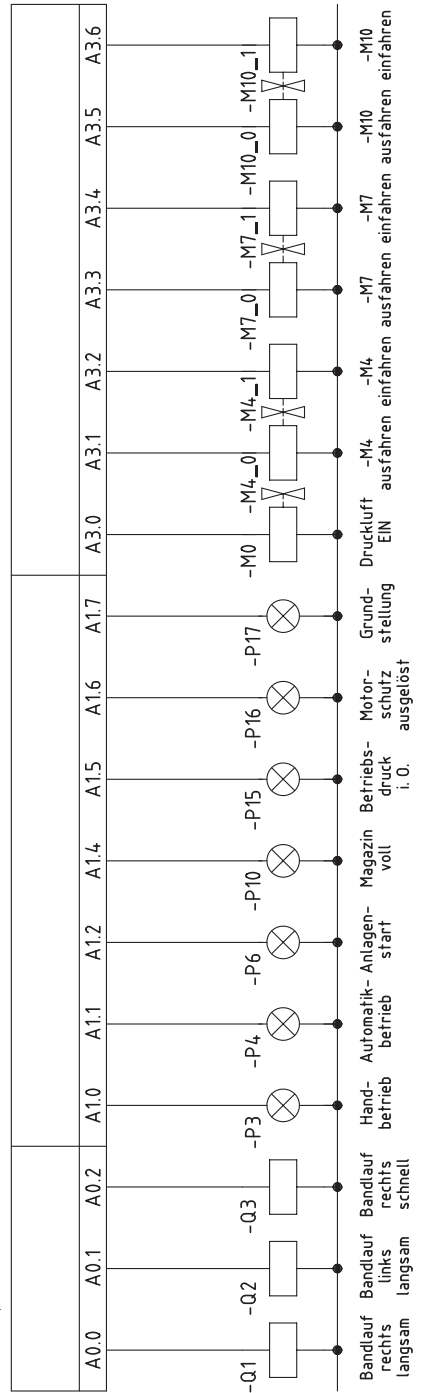 A0.0 A0.1 A0.2 A1.0 A1.1 A1.2 A1.4 A1.5 A1.6 A1.7 A3.0 A3.1 A3.2 A3.3 A3.4 A3.5 A3.6
-Q1 -Q2 -Q3 -P3 -P4 -P6 -P10 -P15 -P16 -P17 -M0 -M4_0 -M4_1 -M7_0 -M7_1 -M10_0 -M10_1
Bandlauf
rechts
langsam
Bandlauf
links
langsam
Bandlauf
rechts
schnell
Hand-
betrieb
Automatik-
betrieb
Anlagen-
start
Magazin
voll
Betriebs-
druck
i. O.
Motor-
schutz
ausgelöst
Grund-
stellung
Druckluft
EIN
-M4
ausfahren
-M4
einfahren
-M7
ausfahren
-M7
einfahren
-M10
ausfahren
-M10
einfahren